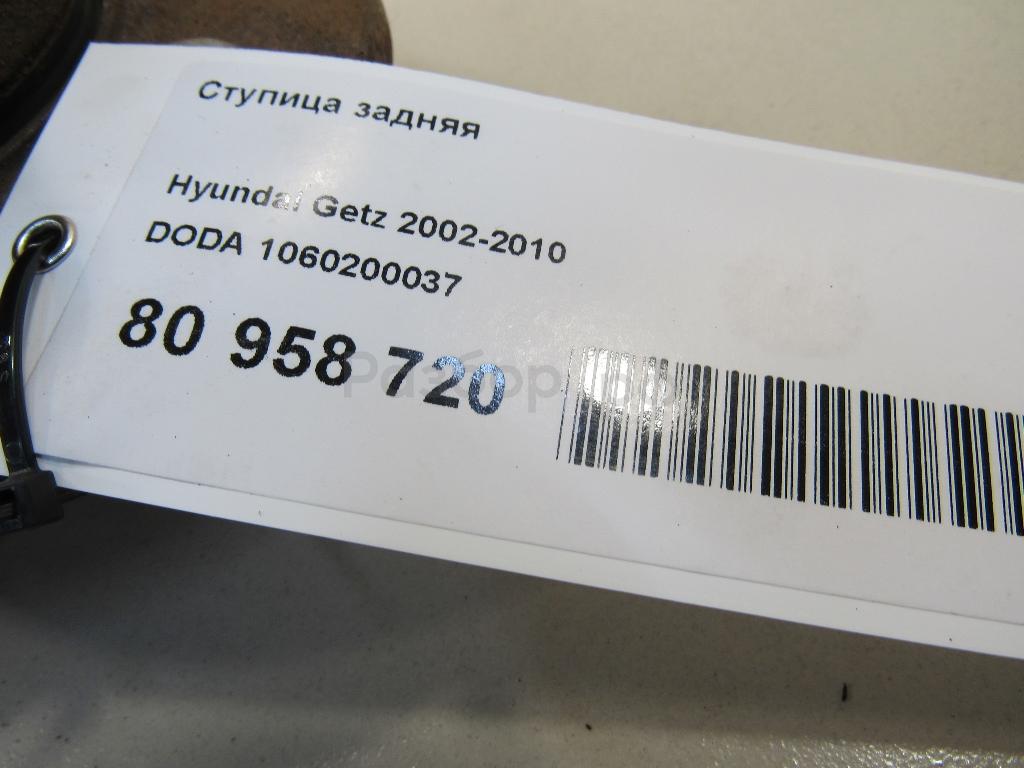 Ступица задняя
Hyundai Getz 2002-2010
DODA 1060200037
80 958 720